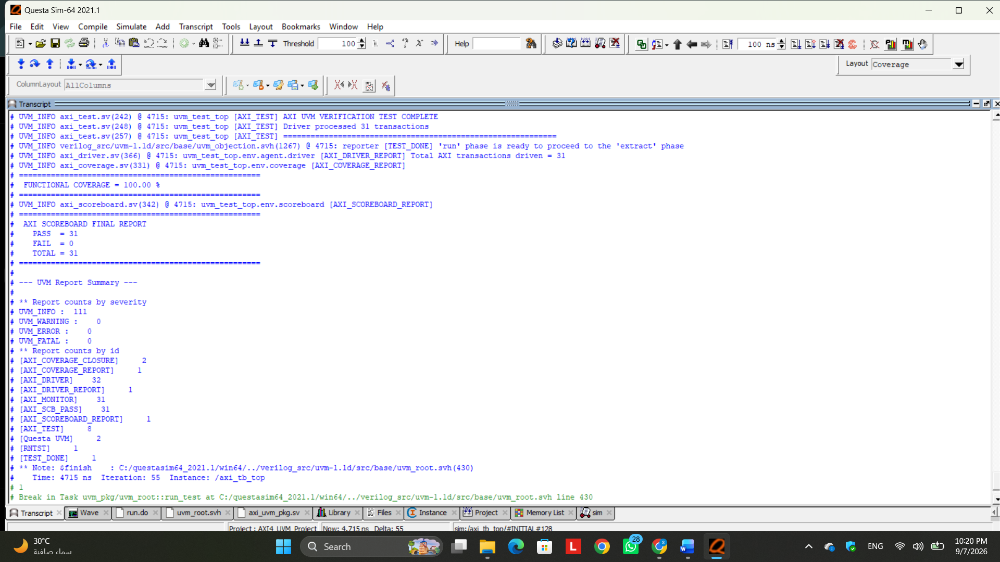 Questa Sim-64 2021.1
File Edit View Compile Simulate Add Transcript Tools Layout Bookmarks Window Help
Threshold 100 Help 100 ns
Layout Coverage
ColumnLayout AllColumns
Transcript
# UVM_INFO axi_test.sv(242) @ 4715: uvm_test_top [AXI_TEST] AXI UVM VERIFICATION TEST COMPLETE
# UVM_INFO axi_test.sv(248) @ 4715: uvm_test_top [AXI_TEST] Driver processed 31 transactions
# UVM_INFO axi_test.sv(257) @ 4715: uvm_test_top [AXI_TEST] ============================================================
# UVM_INFO verilog_src/uvm-1.1d/src/base/uvm_objection.svh(1267) @ 4715: reporter [TEST_DONE] 'run' phase is ready to proceed to the 'extract' phase
# UVM_INFO axi_driver.sv(366) @ 4715: uvm_test_top.env.agent.driver [AXI_DRIVER_REPORT] Total AXI transactions driven = 31
# UVM_INFO axi_coverage.sv(331) @ 4715: uvm_test_top.env.coverage [AXI_COVERAGE_REPORT]
# =====================================================
#  FUNCTIONAL COVERAGE = 100.00 %
# =====================================================
# UVM_INFO axi_scoreboard.sv(342) @ 4715: uvm_test_top.env.scoreboard [AXI_SCOREBOARD_REPORT]
# =====================================================
#  AXI SCOREBOARD FINAL REPORT
#    PASS  = 31
#    FAIL  = 0
#    TOTAL = 31
# =====================================================
#
# --- UVM Report Summary ---
#
# ** Report counts by severity
# UVM_INFO :  111
# UVM_WARNING :    0
# UVM_ERROR :    0
# UVM_FATAL :    0
# ** Report counts by id
# [AXI_COVERAGE_CLOSURE]     2
# [AXI_COVERAGE_REPORT]     1
# [AXI_DRIVER]    32
# [AXI_DRIVER_REPORT]     1
# [AXI_MONITOR]    31
# [AXI_SCB_PASS]    31
# [AXI_SCOREBOARD_REPORT]     1
# [AXI_TEST]     8
# [Questa UVM]     2
# [RNTST]     1
# [TEST_DONE]     1
# ** Note: $finish    : C:/questasim64_2021.1/win64/../verilog_src/uvm-1.1d/src/base/uvm_root.svh(430)
#    Time: 4715 ns  Iteration: 55  Instance: /axi_tb_top
# 1
# Break in Task uvm_pkg/uvm_root::run_test at C:/questasim64_2021.1/win64/../verilog_src/uvm-1.1d/src/base/uvm_root.svh line 430
Transcript Wave run.do uvm_root.svh axi_uvm_pkg.sv Library Files Instance Project Memory List sim
Project : AXI4_UVM_Project Now: 4,715 ns Delta: 55 sim:/axi_tb_top/#INITIAL#128
30°C
سماء صافية
Search
28
ENG
10:20 PM
9/7/2026